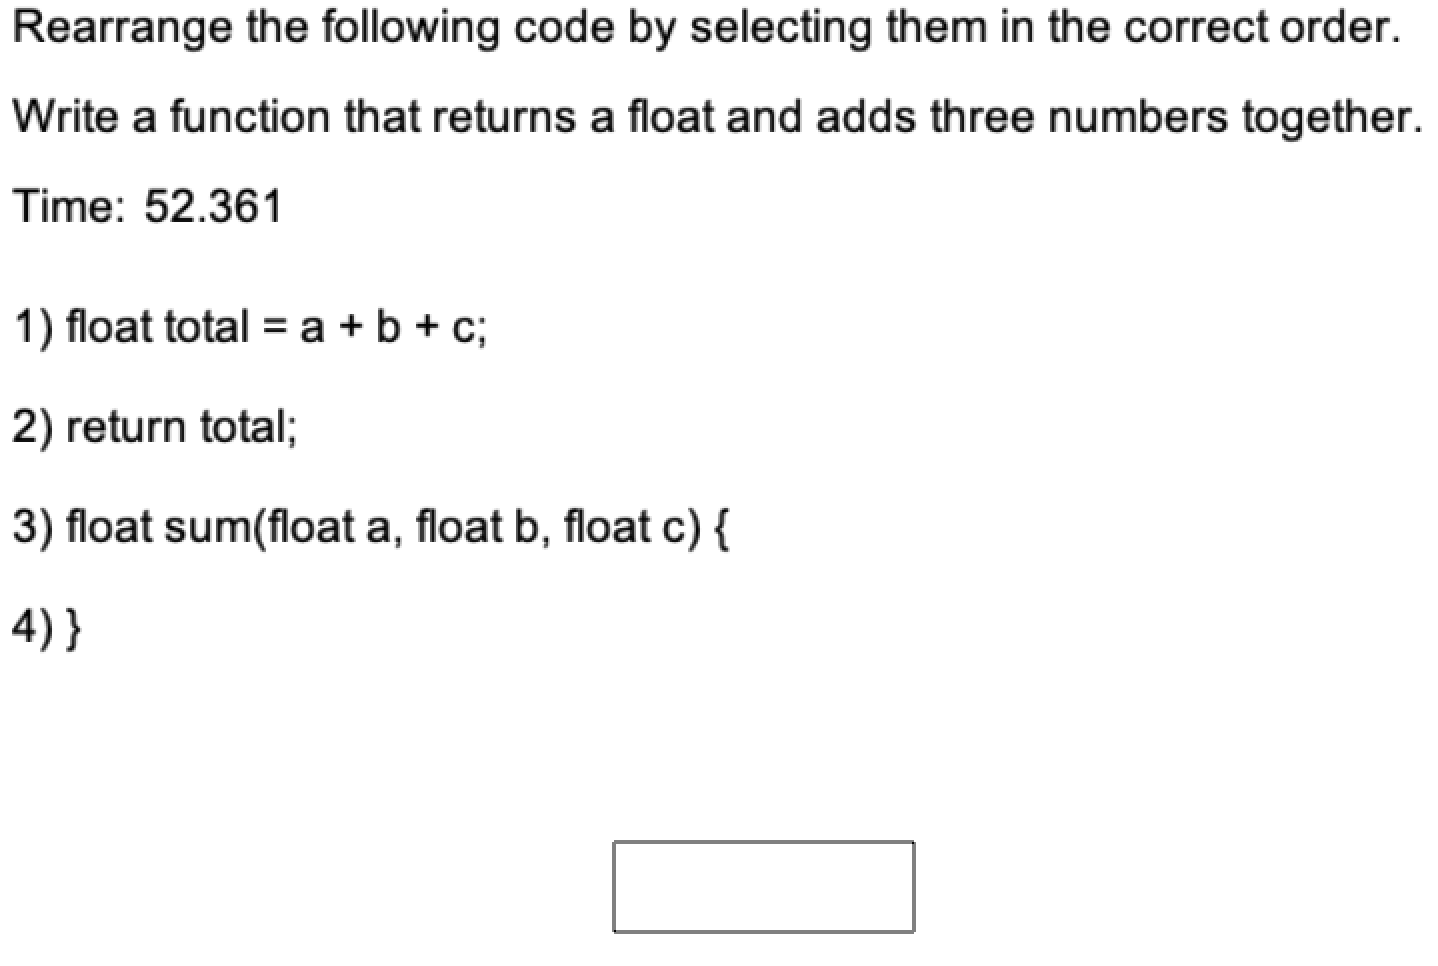 Rearrange the following code by selecting them in the correct order.
Write a function that returns a float and adds three numbers together.
Time: 52.361
1) float total = a + b + c;
2) return total;
3) float sum(float a, float b, float c) {
4) }